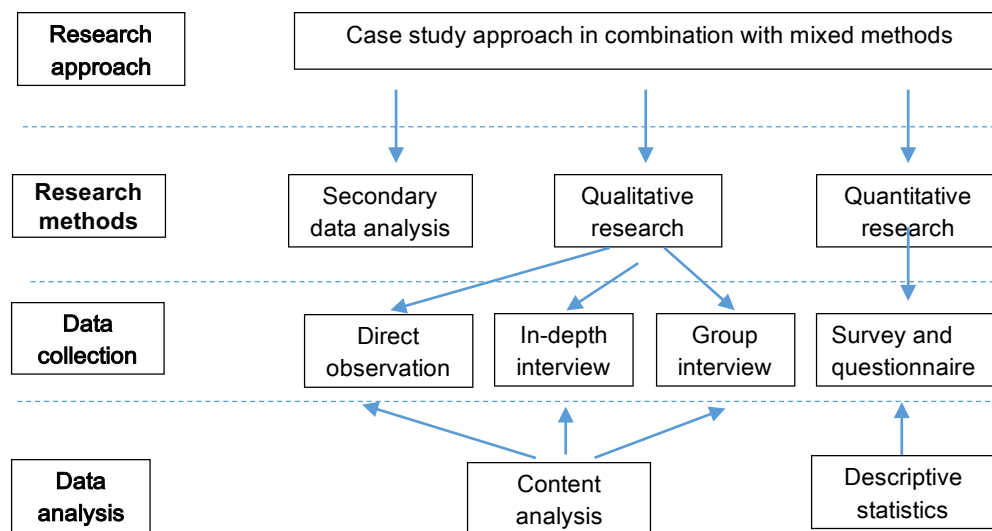 Research
approach
Case study approach in combination with mixed methods
Research
methods
Secondary
data analysis
Qualitative
research
Quantitative
research
Data
collection
Direct
observation
In-depth
interview
Group
interview
Survey and
questionnaire
Data
analysis
Content
analysis
Descriptive
statistics